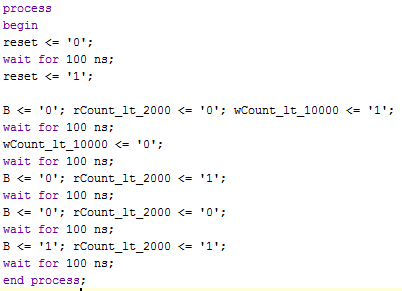 process
begin
reset <= '0';
wait for 100 ns;
reset <= '1';
B <= '0'; rCount_lt_2000 <= '0'; wCount_lt_10000 <= '1';
wait for 100 ns;
wCount_lt_10000 <= '0';
wait for 100 ns;
B <= '0'; rCount_lt_2000 <= '1';
wait for 100 ns;
B <= '0'; rCount_lt_2000 <= '0';
wait for 100 ns;
B <= '1'; rCount_lt_2000 <= '1';
wait for 100 ns;
end process;